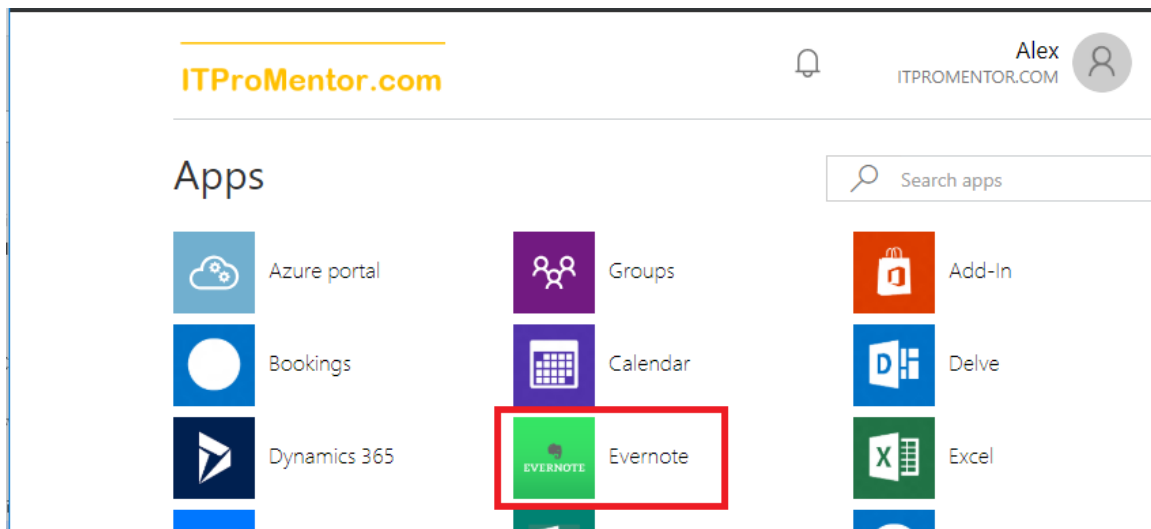 Alex
ITProMentor.com
ITPROMENTOR.COM
Apps
Search apps
Azure portal
Groups
Add-In
Bookings
Calendar
D
Delve
Dynamics 365
EVERNOTE
Evernote
X
Excel